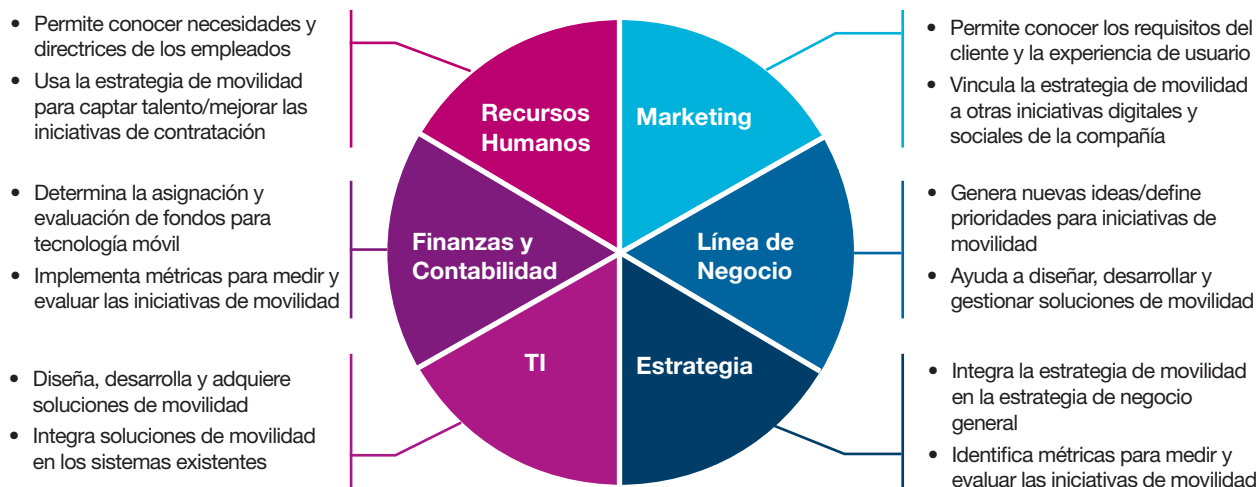 • Permite conocer necesidades y
directrices de los empleados
• Usa la estrategia de movilidad
para captar talento/mejorar las
iniciativas de contratación
• Determina la asignación y
evaluación de fondos para
tecnología móvil
• Implementa métricas para medir y
evaluar las iniciativas de movilidad
• Diseña, desarrolla y adquiere
soluciones de movilidad
• Integra soluciones de movilidad
en los sistemas existentes
Recursos
Humanos
Marketing
Finanzas y
Contabilidad
Línea de
Negocio
TI
Estrategia
• Permite conocer los requisitos del
cliente y la experiencia de usuario
• Vincula la estrategia de movilidad
a otras iniciativas digitales y
sociales de la compañía
• Genera nuevas ideas/define
prioridades para iniciativas de
movilidad
• Ayuda a diseñar, desarrollar y
gestionar soluciones de movilidad
• Integra la estrategia de movilidad
en la estrategia de negocio
general
• Identifica métricas para medir y
evaluar las iniciativas de movilidad